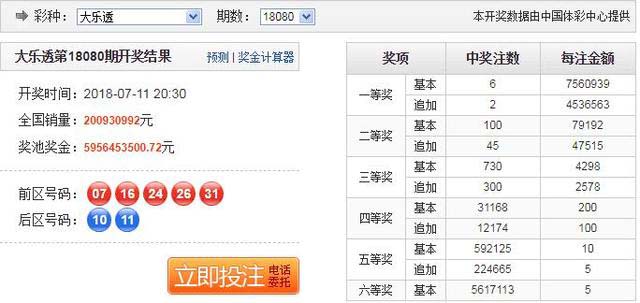 彩种： 大乐透 期数： 18080 本开奖数据由中国体彩中心提供
大乐透第18080期开奖结果 预测 | 奖金计算器
开奖时间：2018-07-11 20:30
全国销量：200930992元
奖池奖金：5956453500.72元
前区号码： 07 16 24 26 31
后区号码： 10 11
立即投注 电话委托
奖项 中奖注数 每注金额
一等奖 基本 6 7560939
追加 2 4536563
二等奖 基本 100 79192
追加 45 47515
三等奖 基本 730 4298
追加 300 2578
四等奖 基本 31168 200
追加 12174 100
五等奖 基本 592125 10
追加 224665 5
六等奖 基本 5617113 5